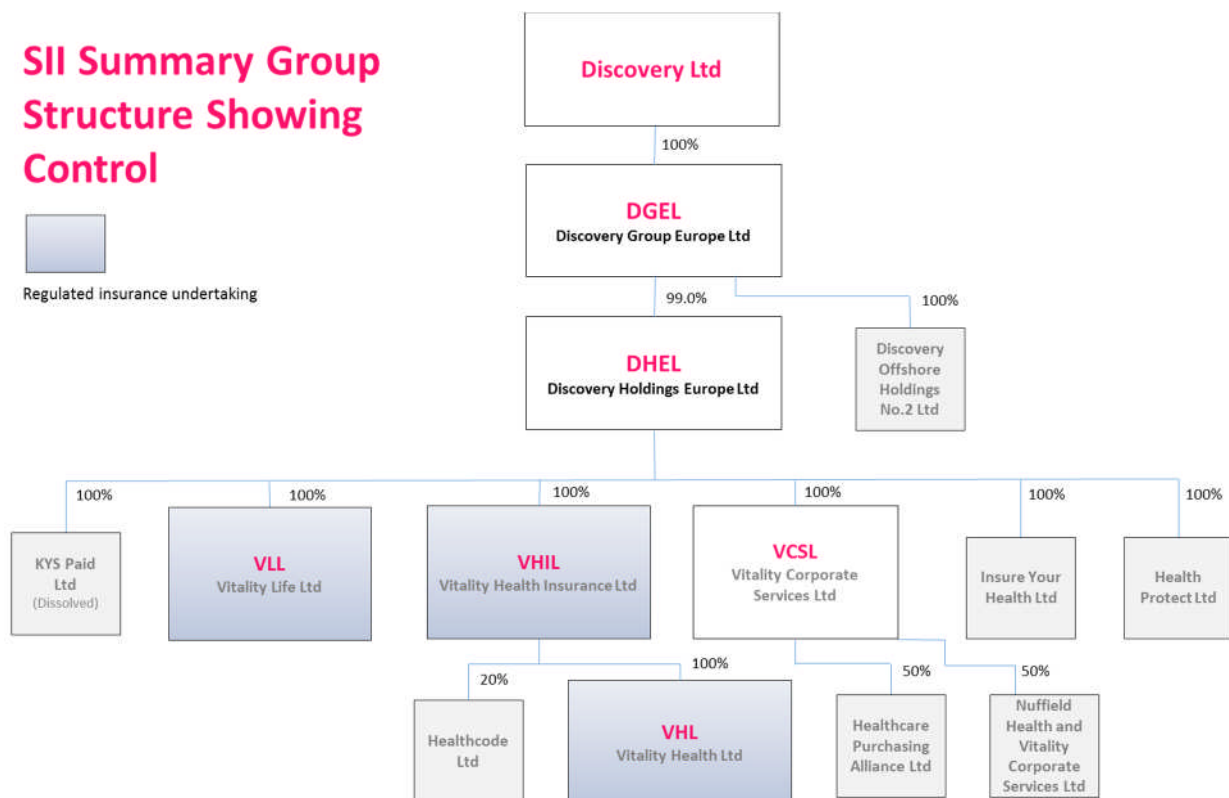 SII Summary Group
Structure Showing
Control
Regulated insurance undertaking
Discovery Ltd
100%
DGEL
Discovery Group Europe Ltd
99.0%
100%
DHEL
Discovery Holdings Europe Ltd
Discovery
Offshore
Holdings
No.2 Ltd
100%
100%
100%
100%
100%
100%
KYS Paid
Ltd
(Dissolved)
VLL
Vitality Life Ltd
VHIL
Vitality Health Insurance Ltd
VCSL
Vitality Corporate
Services Ltd
Insure Your
Health Ltd
Health
Protect Ltd
20%
100%
50%
50%
Healthcode
Ltd
VHL
Vitality Health Ltd
Healthcare
Purchasing
Alliance Ltd
Nuffield
Health and
Vitality
Corporate
Services Ltd